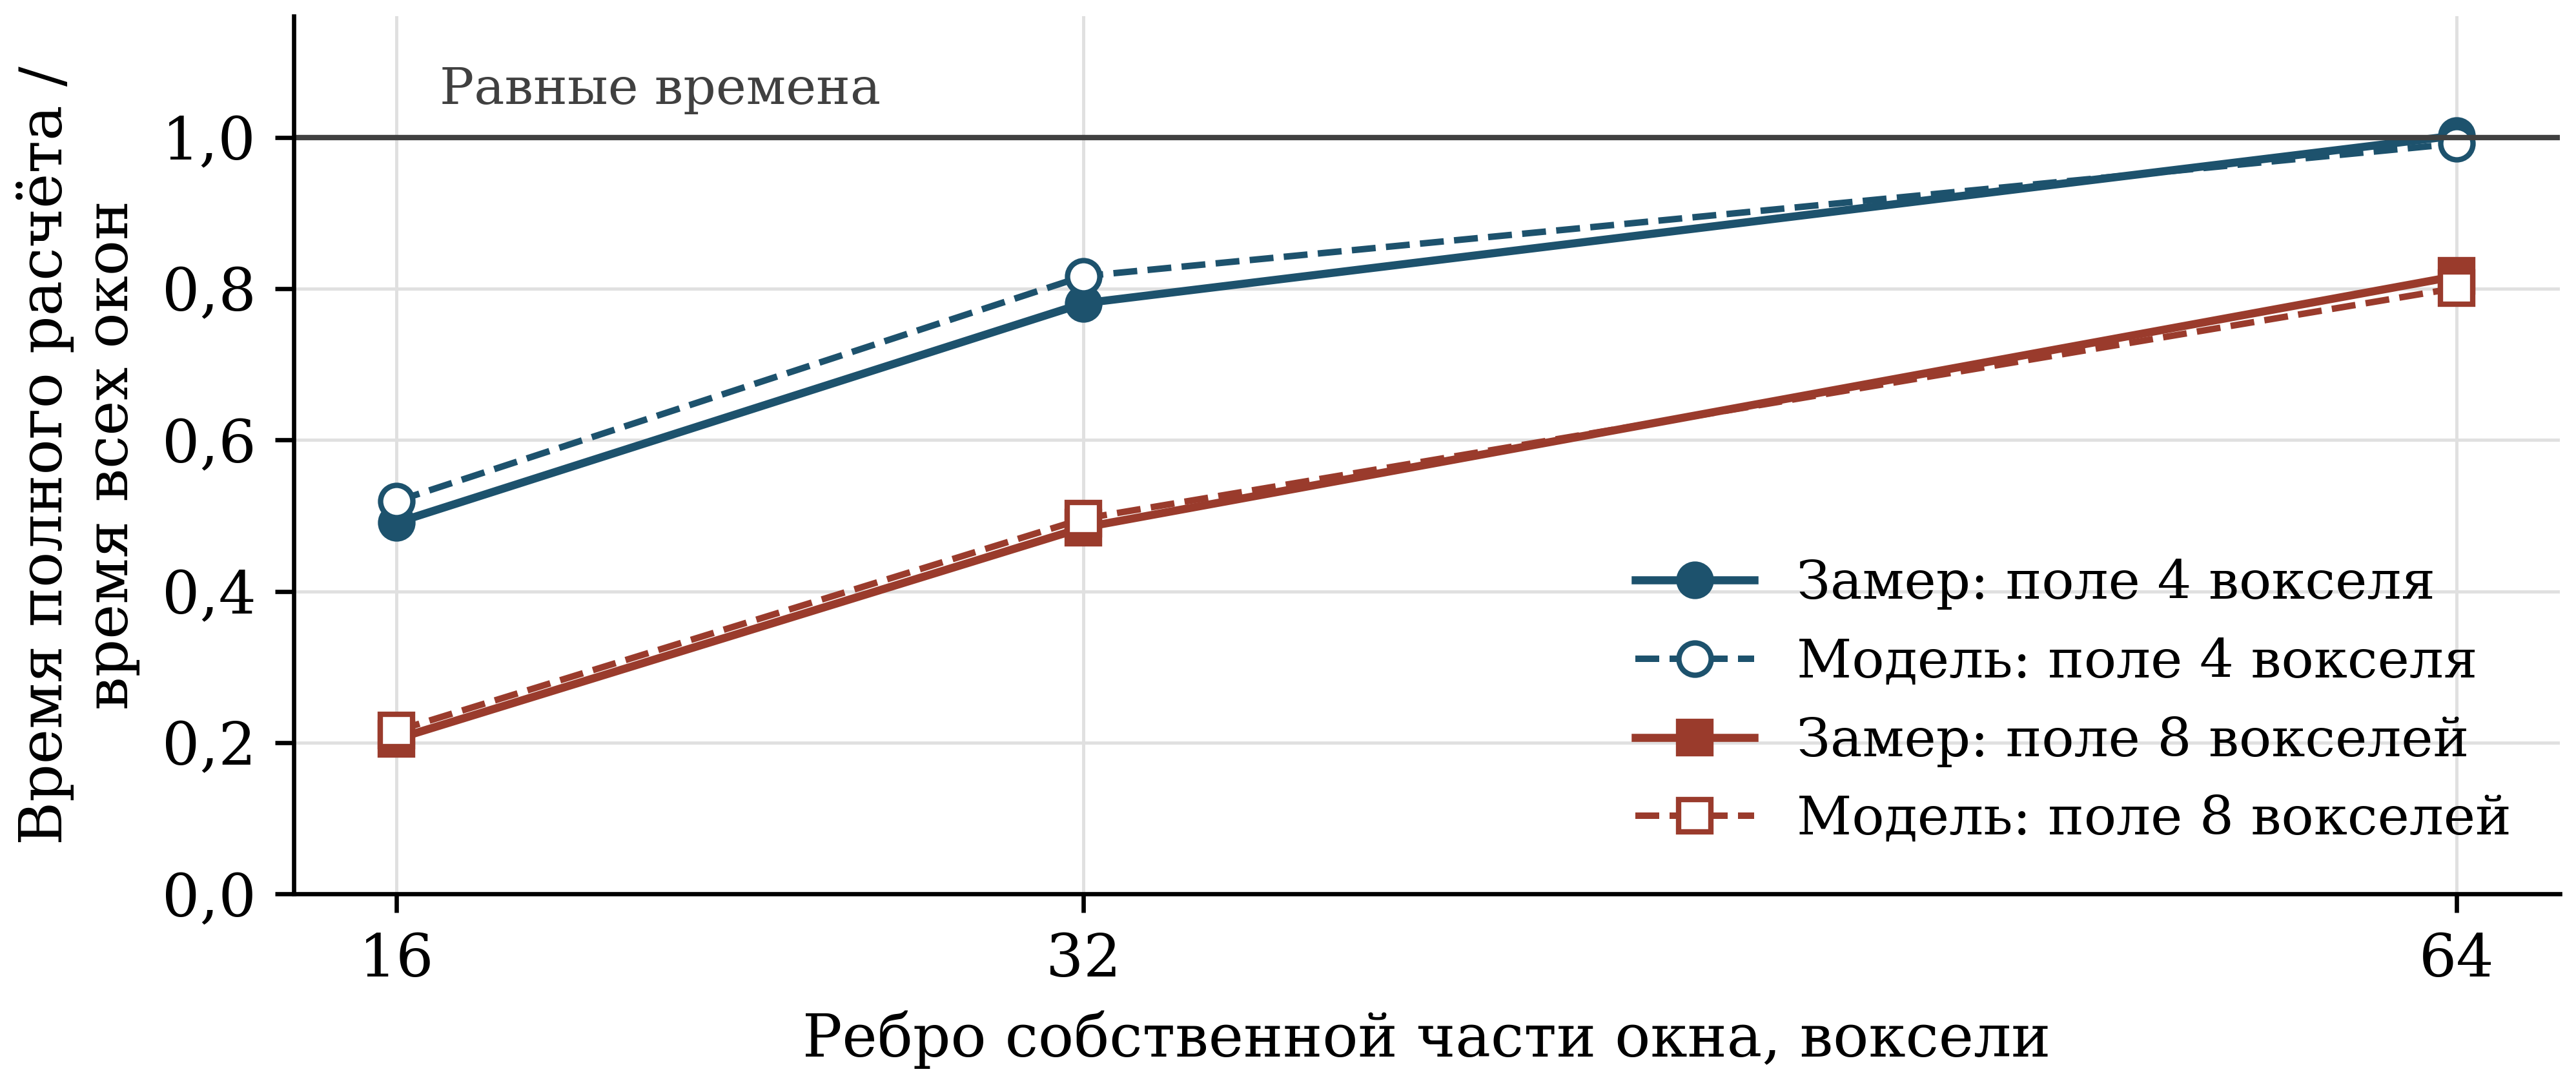 Время полного расчёта /
время всех окон
Равные времена
1,0
0,8
0,6
0,4
0,2
0,0
Замер: поле 4 вокселя
Модель: поле 4 вокселя
Замер: поле 8 вокселей
Модель: поле 8 вокселей
16 32 64
Ребро собственной части окна, воксели